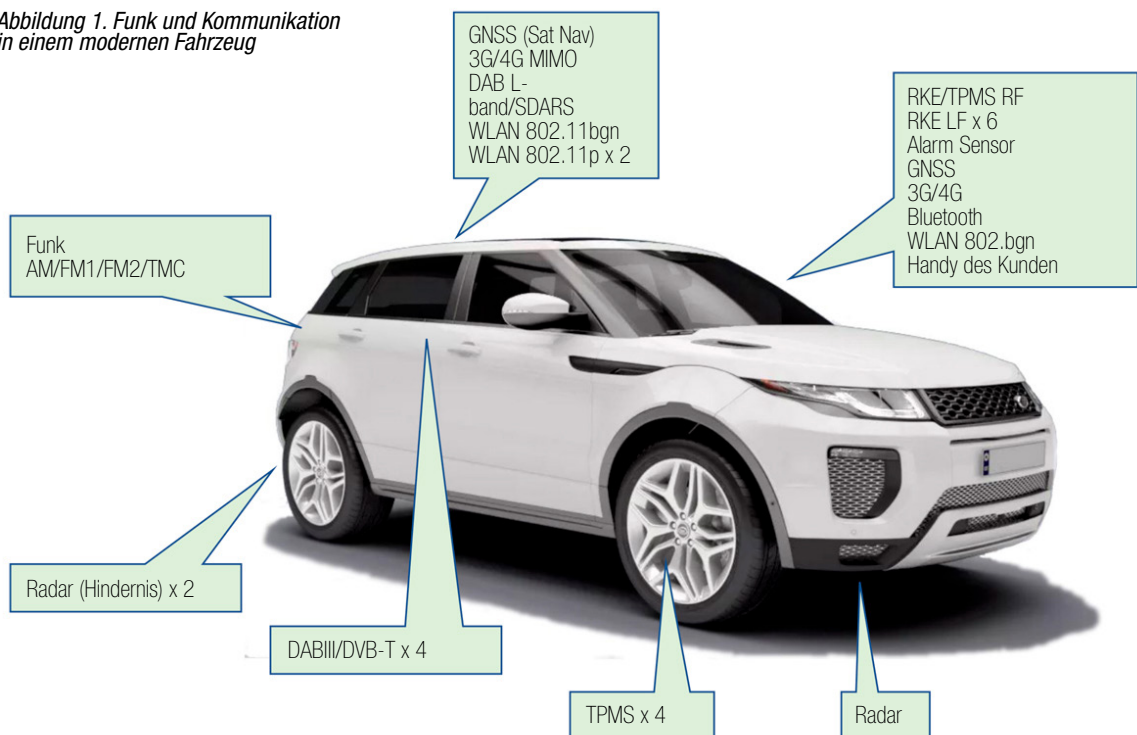 Abbildung 1. Funk und Kommunikation
in einem modernen Fahrzeug
GNSS (Sat Nav)
3G/4G MIMO
DAB L-
band/SDARS
WLAN 802.11bgn
WLAN 802.11p x 2
RKE/TPMS RF
RKE LF x 6
Alarm Sensor
GNSS
3G/4G
Bluetooth
WLAN 802.bgn
Handy des Kunden
Funk
AM/FM1/FM2/TMC
Radar (Hindernis) x 2
DABIII/DVB-T x 4
TPMS x 4
Radar